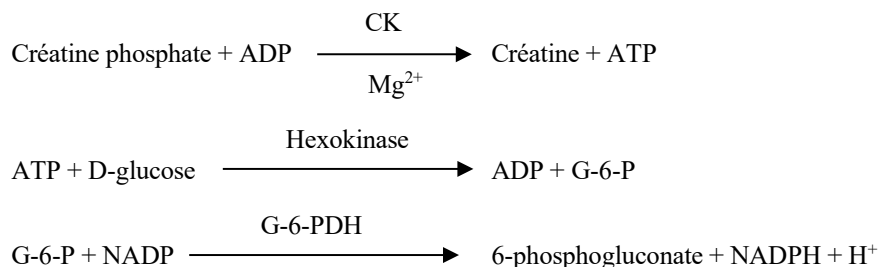 CK
Créatine phosphate + ADP Créatine + ATP
Mg²⁺
Hexokinase
ATP + D-glucose ADP + G-6-P
G-6-PDH
G-6-P + NADP 6-phosphogluconate + NADPH + H⁺